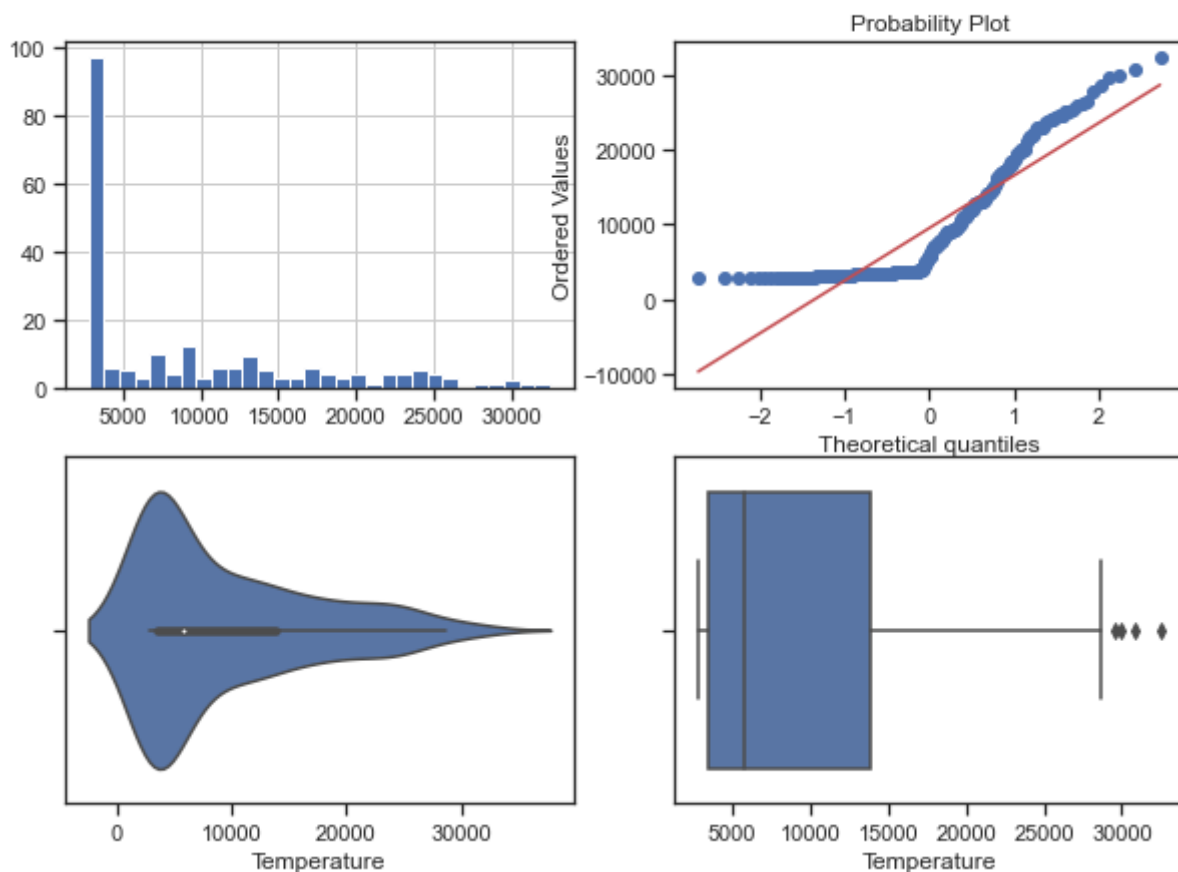 100
80
60
40
20
0
5000 10000 15000 20000 25000 30000
Probability Plot
Ordered Values
30000
20000
10000
0
−10000
−2 −1 0 1 2
Theoretical quantiles
0 10000 20000 30000
Temperature
5000 10000 15000 20000 25000 30000
Temperature